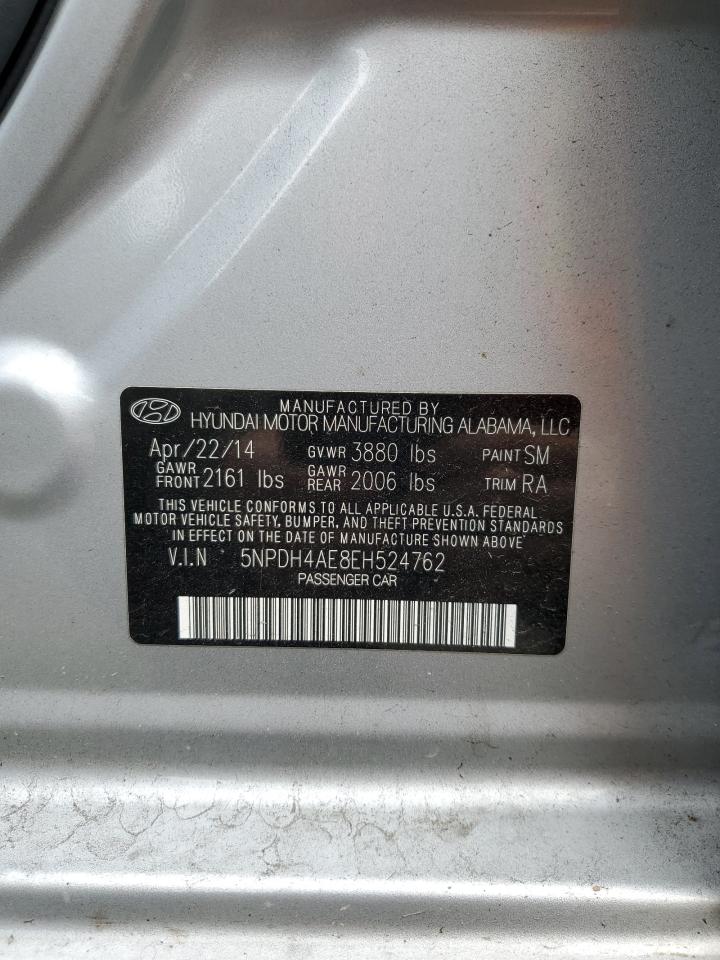 MANUFACTURED BY
HYUNDAI MOTOR MANUFACTURING ALABAMA, LLC
Apr/22/14 GVWR 3880 lbs PAINT SM
GAWR FRONT 2161 lbs GAWR REAR 2006 lbs TRIM RA
THIS VEHICLE CONFORMS TO ALL APPLICABLE U.S.A. FEDERAL
MOTOR VEHICLE SAFETY, BUMPER, AND THEFT PREVENTION STANDARDS
IN EFFECT ON THE DATE OF MANUFACTURE SHOWN ABOVE.
V.I.N 5NPDH4AE8EH524762
PASSENGER CAR